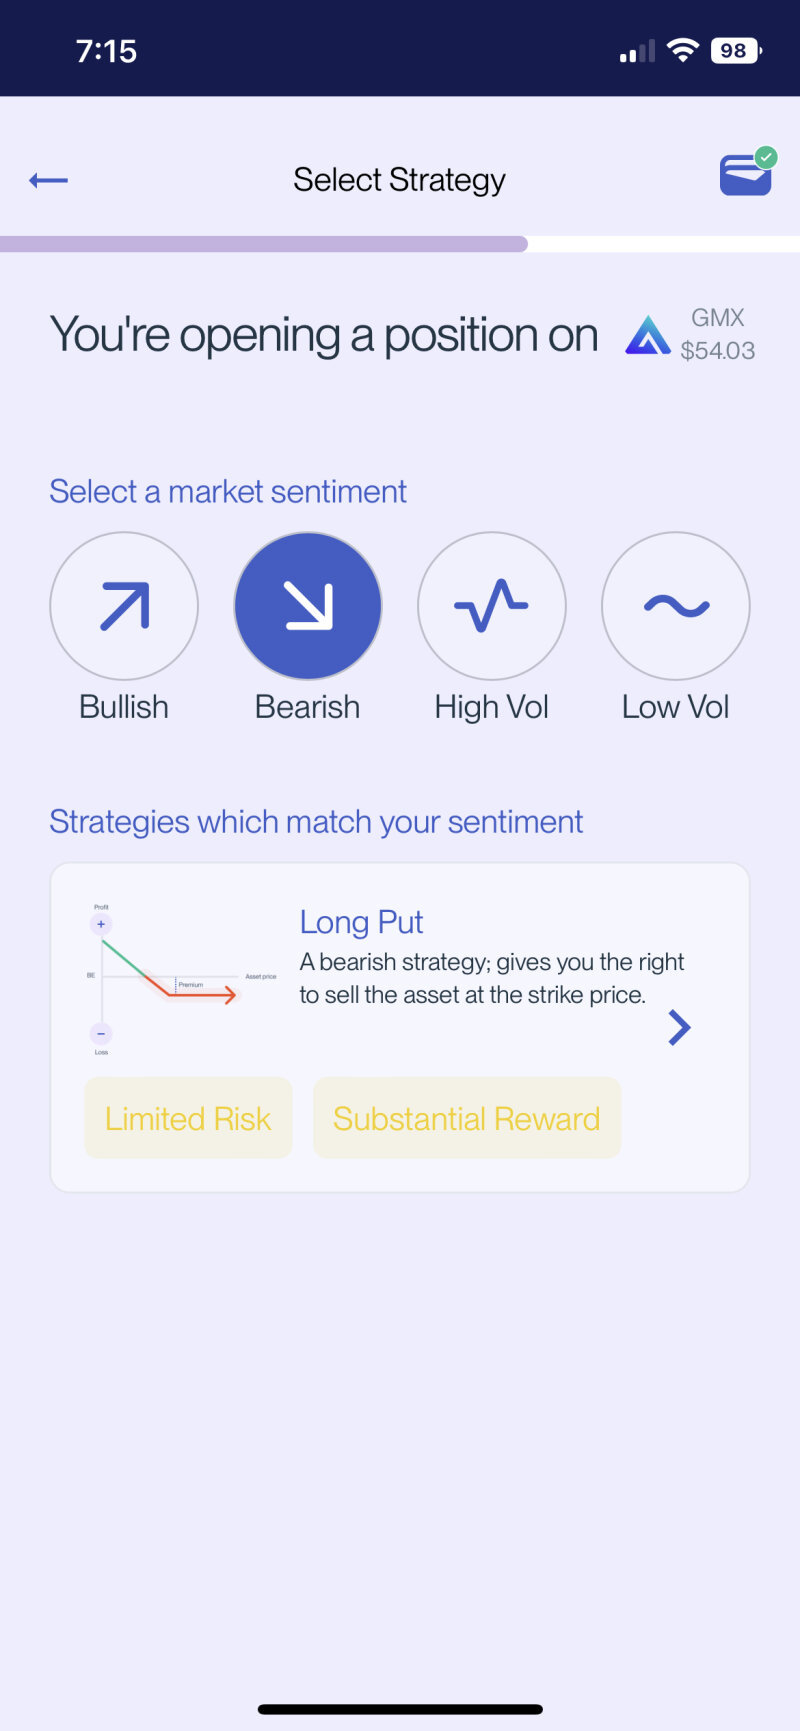 7:15
98
Select Strategy
You're opening a position on
GMX
$54.03
Select a market sentiment
Bullish
Bearish
High Vol
Low Vol
Strategies which match your sentiment
Profit
+
BE
Premium
Asset price
−
Loss
Long Put
A bearish strategy; gives you the right
to sell the asset at the strike price.
Limited Risk
Substantial Reward